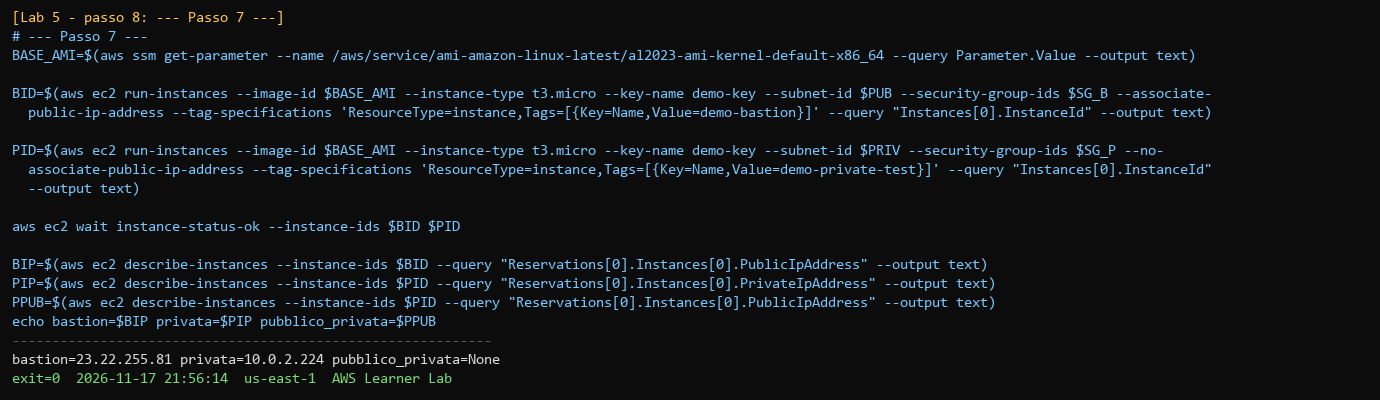 [Lab 5 - passo 8: --- Passo 7 ---]
# --- Passo 7 ---
BASE_AMI=$(aws ssm get-parameter --name /aws/service/ami-amazon-linux-latest/al2023-ami-kernel-default-x86_64 --query Parameter.Value --output text)
BID=$(aws ec2 run-instances --image-id $BASE_AMI --instance-type t3.micro --key-name demo-key --subnet-id $PUB --security-group-ids $SG_B --associate-
public-ip-address --tag-specifications 'ResourceType=instance,Tags=[{Key=Name,Value=demo-bastion}]' --query "Instances[0].InstanceId" --output text)
PID=$(aws ec2 run-instances --image-id $BASE_AMI --instance-type t3.micro --key-name demo-key --subnet-id $PRIV --security-group-ids $SG_P --no-
associate-public-ip-address --tag-specifications 'ResourceType=instance,Tags=[{Key=Name,Value=demo-private-test}]' --query "Instances[0].InstanceId"
--output text)
aws ec2 wait instance-status-ok --instance-ids $BID $PID
BIP=$(aws ec2 describe-instances --instance-ids $BID --query "Reservations[0].Instances[0].PublicIpAddress" --output text)
PIP=$(aws ec2 describe-instances --instance-ids $PID --query "Reservations[0].Instances[0].PrivateIpAddress" --output text)
PPUB=$(aws ec2 describe-instances --instance-ids $PID --query "Reservations[0].Instances[0].PublicIpAddress" --output text)
echo bastion=$BIP privata=$PIP pubblico_privata=$PPUB
------------------------------------------------------------
bastion=23.22.255.81 privata=10.0.2.224 pubblico_privata=None
exit=0  2026-11-17 21:56:14  us-east-1  AWS Learner Lab